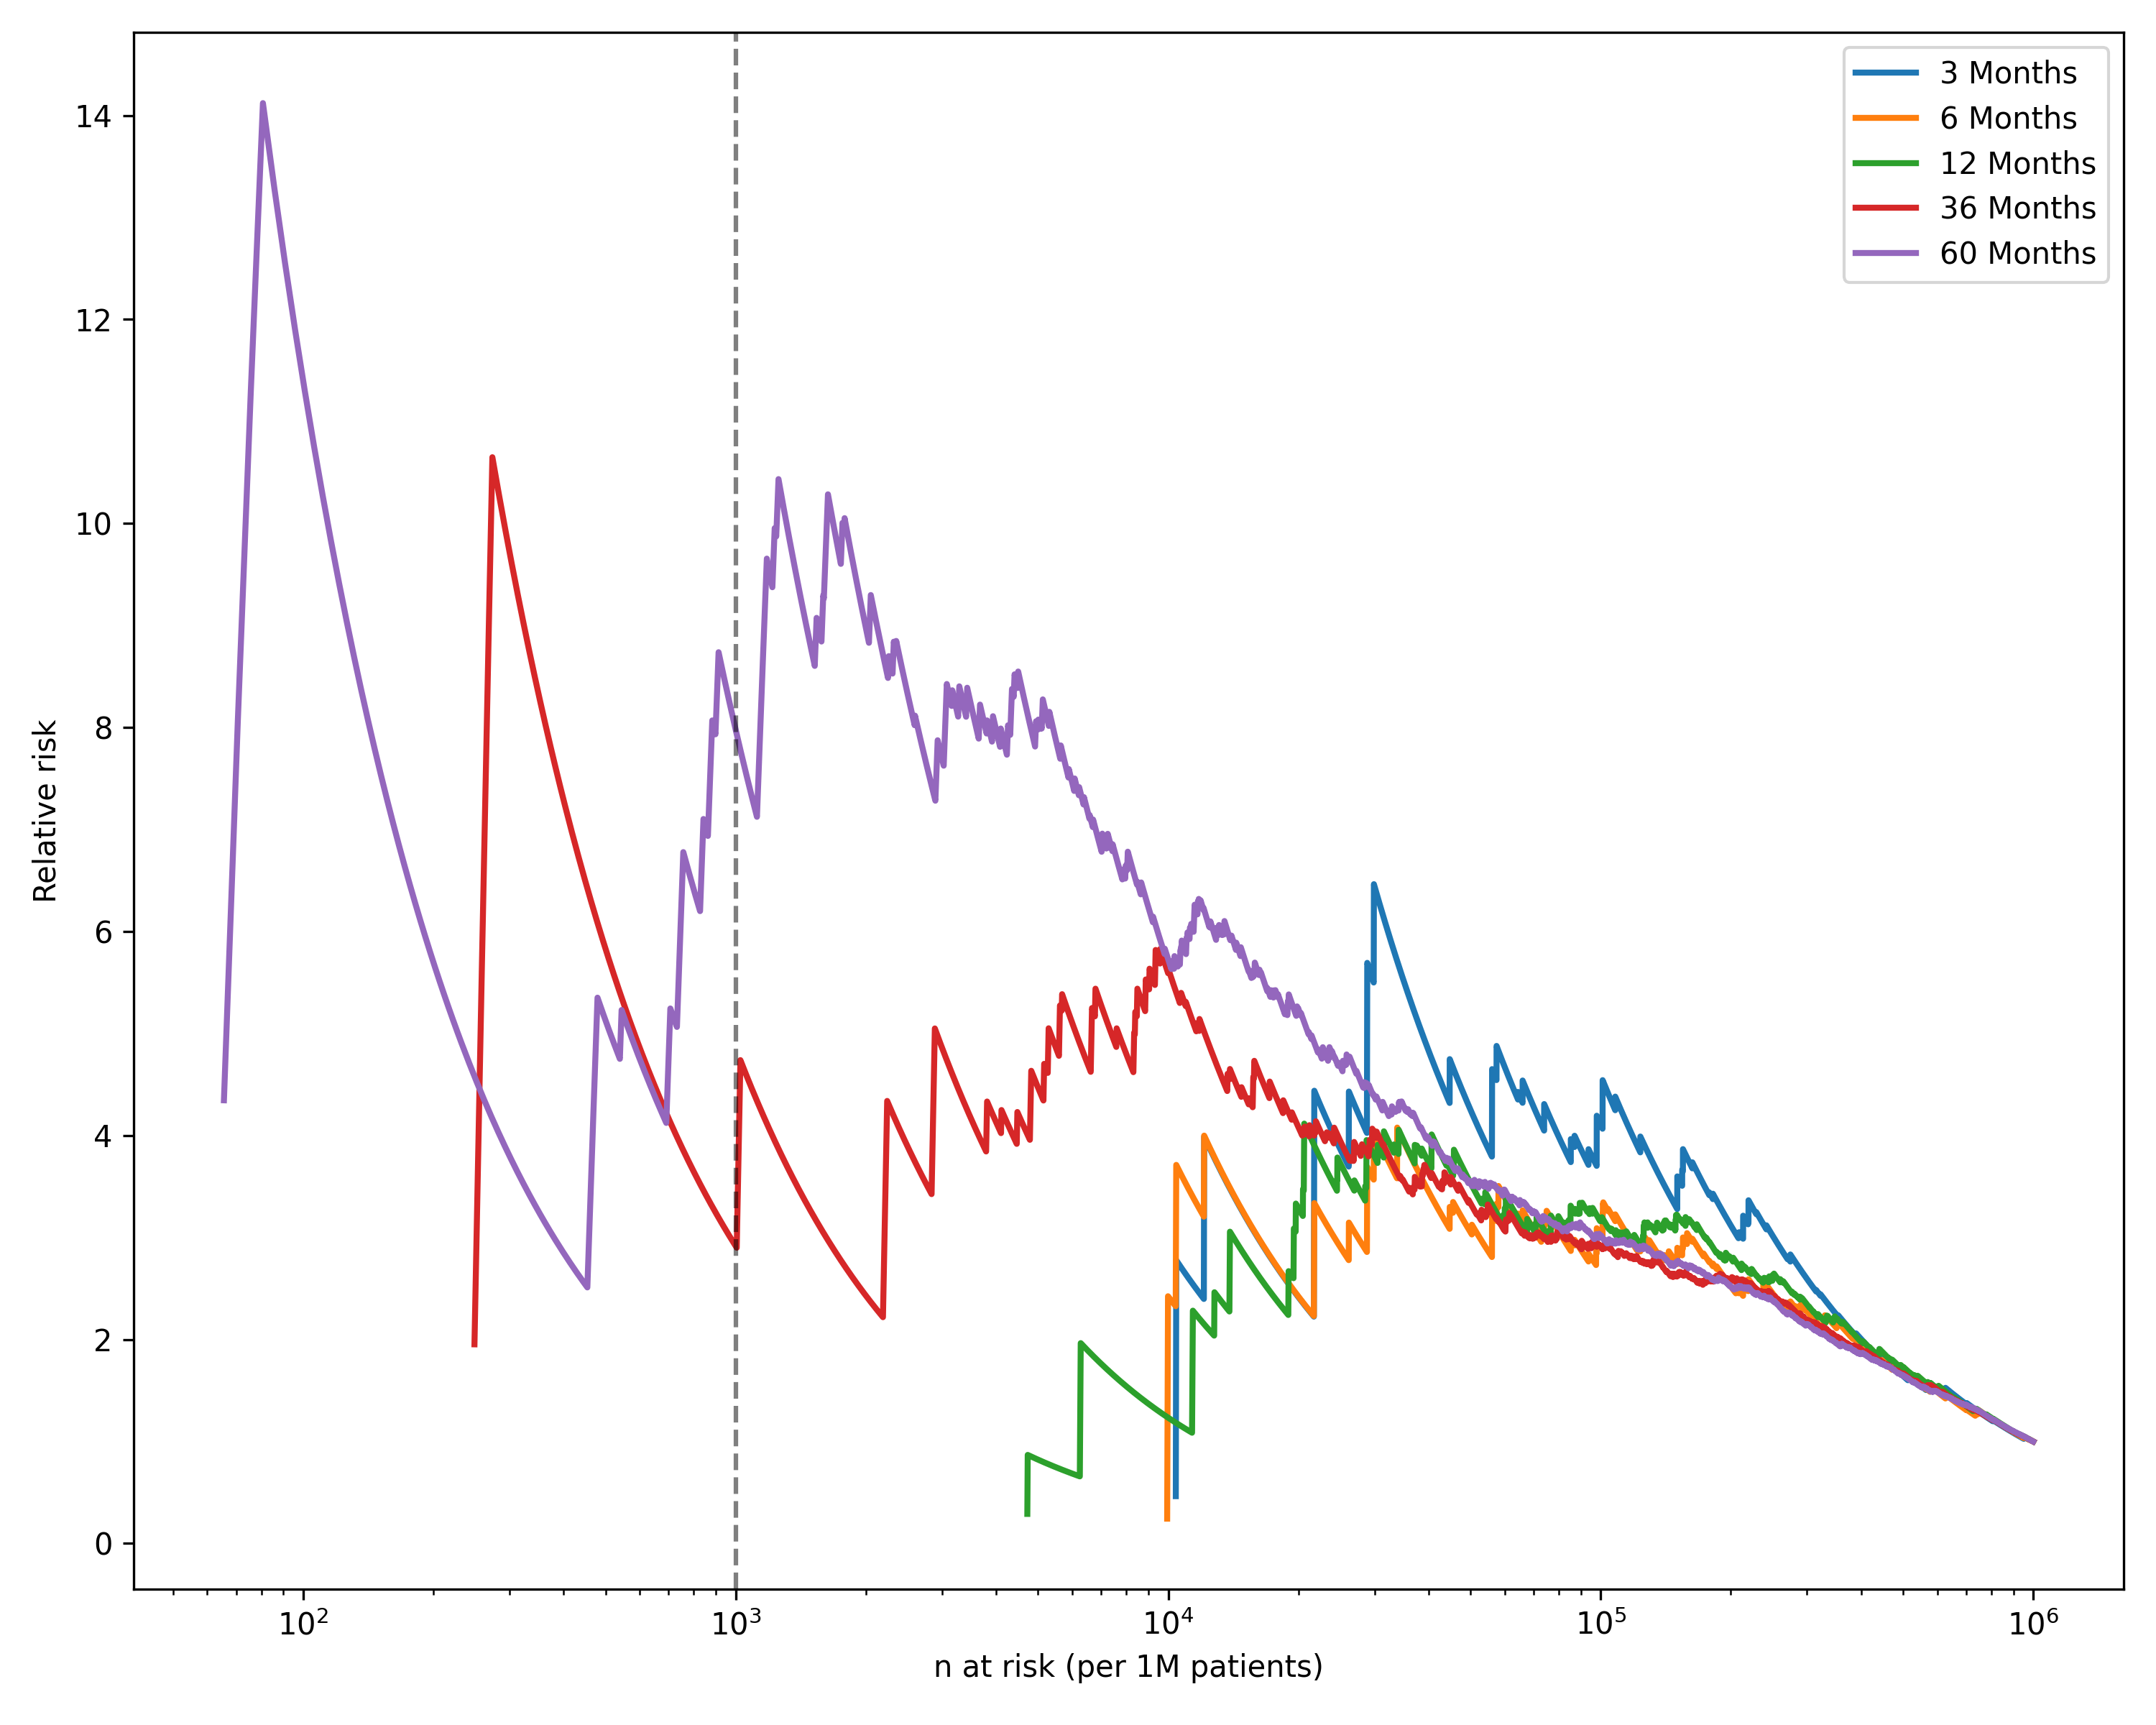 3 Months
6 Months
12 Months
36 Months
60 Months
Relative risk
14
12
10
8
6
4
2
0
10² 10³ 10⁴ 10⁵ 10⁶
n at risk (per 1M patients)